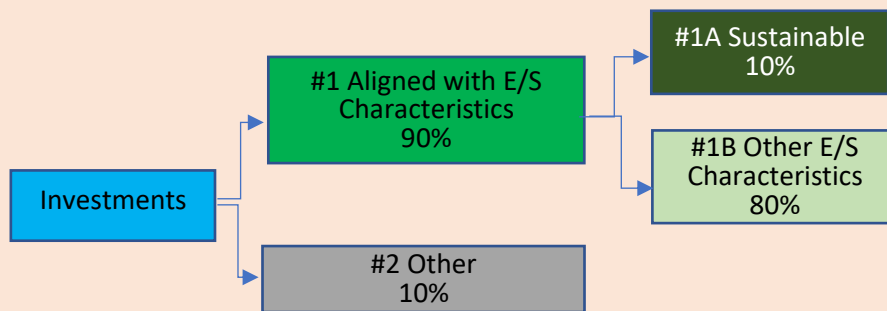 #1A Sustainable
10%
#1 Aligned with E/S
Characteristics
90%
#1B Other E/S
Characteristics
80%
Investments
#2 Other
10%